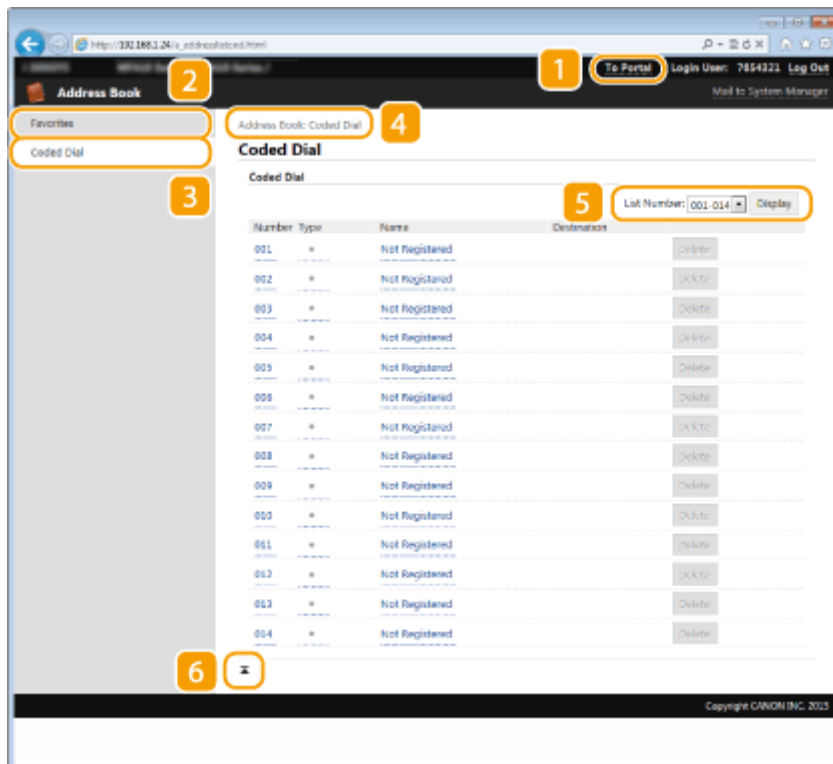 http://192.168.1.24/a_addresslistcod.html
1
To Portal Login User: 7654321 Log Out
2
Address Book
Mail to System Manager
Favorites
Address Book: Coded Dial
4
Coded Dial
Coded Dial
3
Coded Dial
5
List Number: 001-014 Display
Number Type Name Destination
001 Not Registered Delete
002 Not Registered Delete
003 Not Registered Delete
004 Not Registered Delete
005 Not Registered Delete
006 Not Registered Delete
007 Not Registered Delete
008 Not Registered Delete
009 Not Registered Delete
010 Not Registered Delete
011 Not Registered Delete
012 Not Registered Delete
013 Not Registered Delete
014 Not Registered Delete
6
Copyright CANON INC. 2013